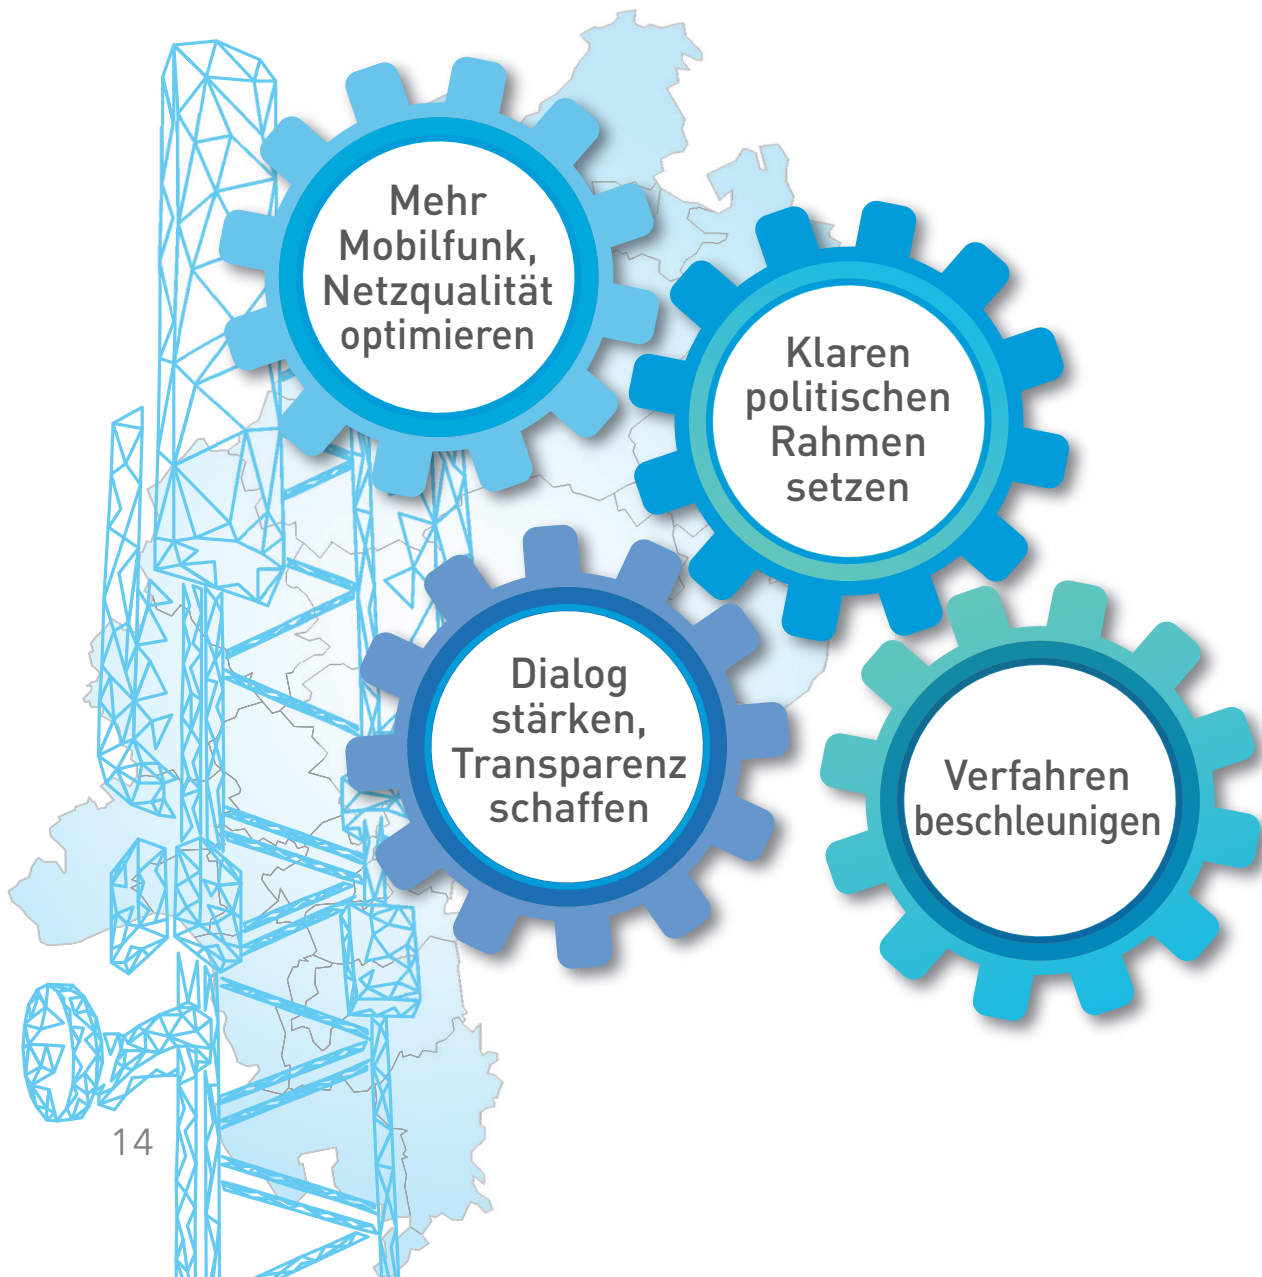 Mehr
Mobilfunk,
Netzqualität
optimieren
Klaren
politischen
Rahmen
setzen
Dialog
stärken,
Transparenz
schaffen
Verfahren
beschleunigen
14